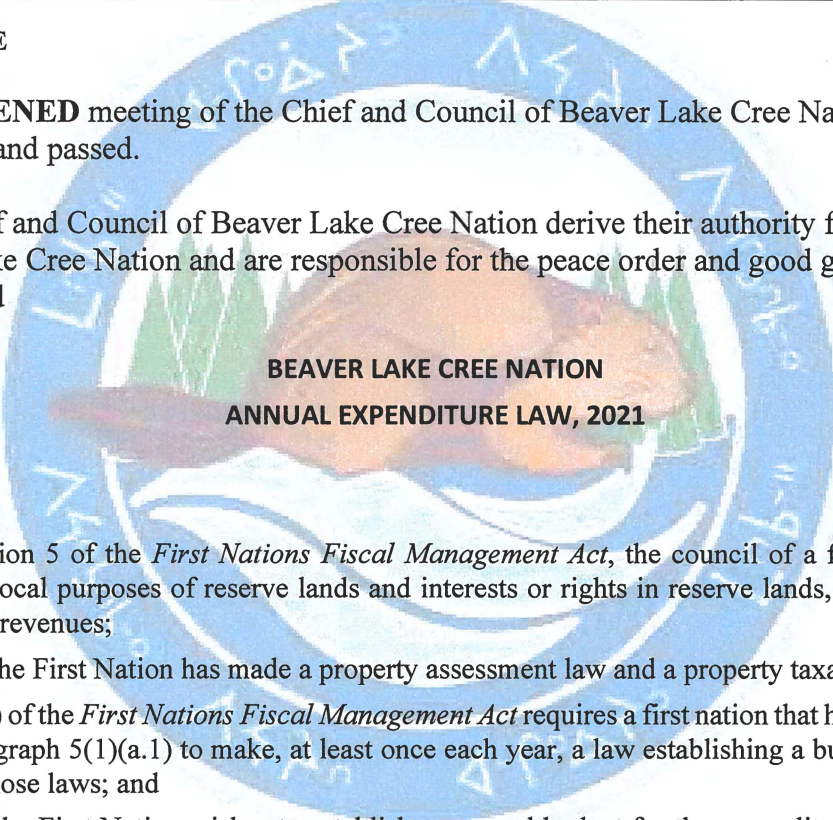 E
ENED meeting of the Chief and Council of Beaver Lake Cree Na
and passed.
f and Council of Beaver Lake Cree Nation derive their authority f
ke Cree Nation and are responsible for the peace order and good g
BEAVER LAKE CREE NATION
ANNUAL EXPENDITURE LAW, 2021
ion 5 of the First Nations Fiscal Management Act, the council of a f
ocal purposes of reserve lands and interests or rights in reserve lands,
revenues;
he First Nation has made a property assessment law and a property taxa
) of the First Nations Fiscal Management Act requires a first nation that h
graph 5(1)(a.1) to make, at least once each year, a law establishing a bu
ose laws; and